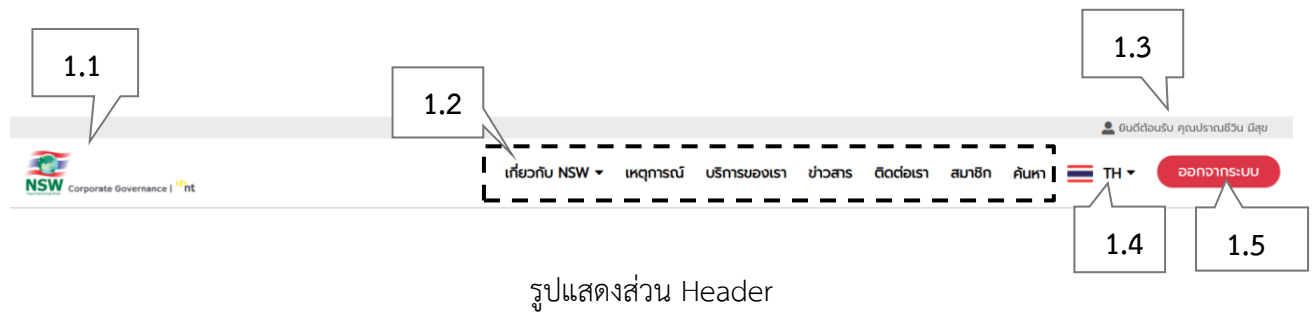 1.1
1.3
1.2
ยินดีต้อนรับ คุณปราณชีวิน มีสุข
NSW Corporate Governance | nt
เกี่ยวกับ NSW เหตุการณ์ บริการของเรา ข่าวสาร ติดต่อเรา สมาชิก ค้นหา TH ออกจากระบบ
1.4 1.5
รูปแสดงส่วน Header